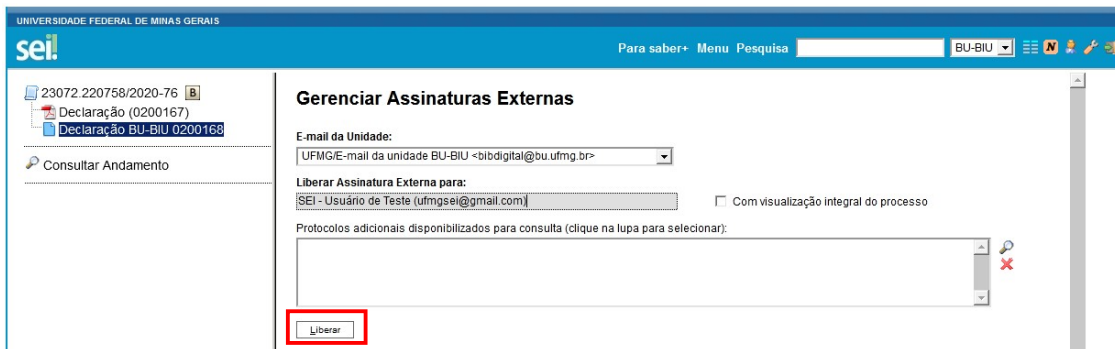 UNIVERSIDADE FEDERAL DE MINAS GERAIS
sei!
Para saber+ Menu Pesquisa
BU-BIU
N
23072.220758/2020-76 B
Declaração (0200167)
Declaração BU-BIU 0200168
Consultar Andamento
Gerenciar Assinaturas Externas
E-mail da Unidade:
UFMG/E-mail da unidade BU-BIU <bibdigital@bu.ufmg.br>
Liberar Assinatura Externa para:
SEI - Usuário de Teste (ufmgsei@gmail.com)
Com visualização integral do processo
Protocolos adicionais disponibilizados para consulta (clique na lupa para selecionar):
Liberar